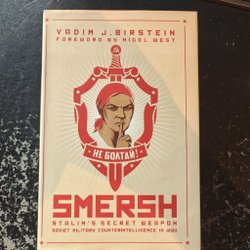 VADIM J. BIRSTEIN
FOREWORD BY NIGEL WEST
НЕ БОЛТАЙ!
SMERSH
STALIN'S SECRET WEAPON
SOVIET MILITARY COUNTERINTELLIGENCE IN WWII